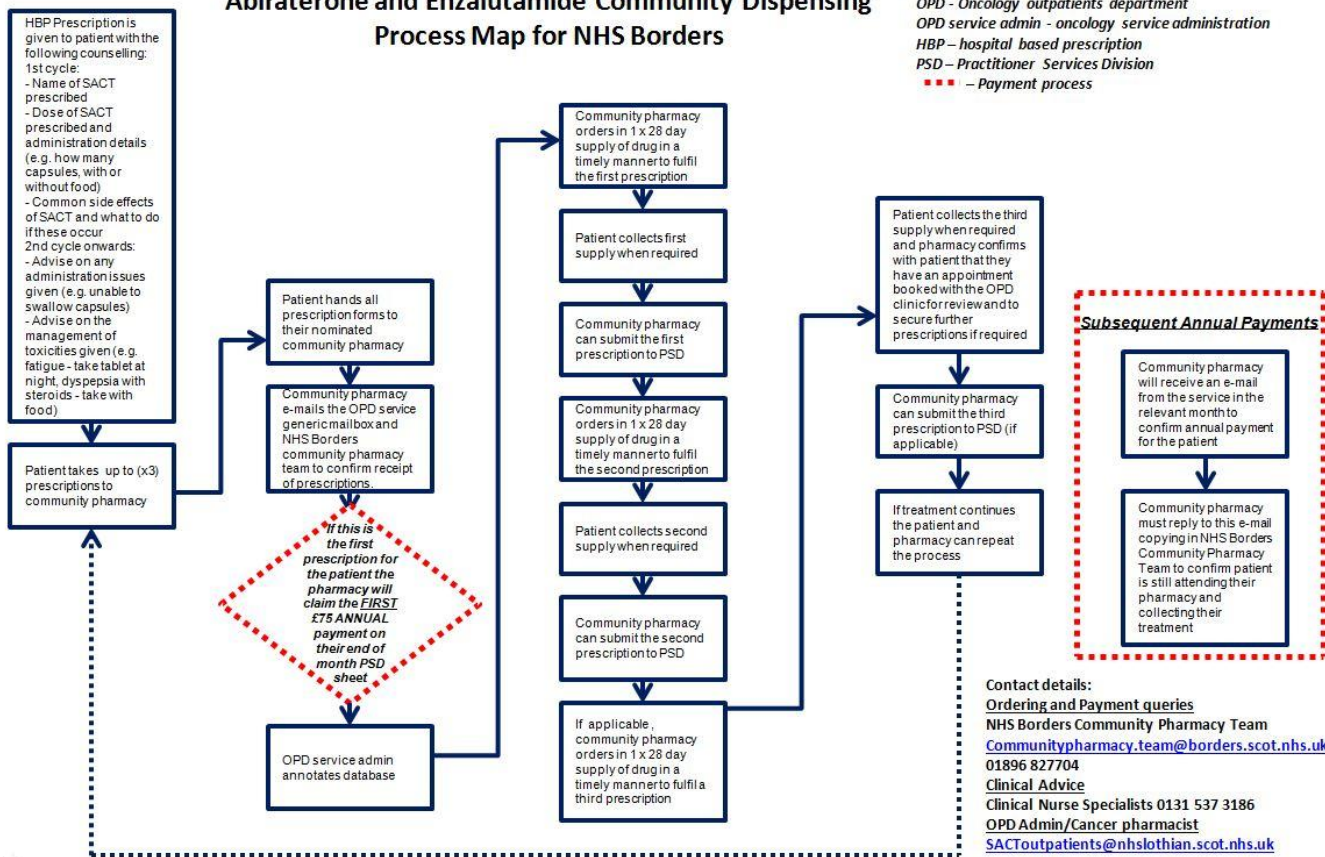 Abiraterone and Enzalutamide Community Dispensing
Process Map for NHS Borders
OPD - Oncology outpatients department
OPD service admin - oncology service administration
HBP – hospital based prescription
PSD – Practitioner Services Division
– Payment process
HBP Prescription is
given to patient with the
following counselling:
1st cycle:
- Name of SACT
prescribed
- Dose of SACT
prescribed and
administration details
(e.g. how many
capsules, with or
without food)
- Common side effects
of SACT and what to do
if these occur
2nd cycle onwards:
- Advise on any
administration issues
given (e.g. unable to
swallow capsules)
- Advise on the
management of
toxicities given (e.g.
fatigue - take tablet at
night, dyspepsia with
steroids - take with
food)
Patient takes up to (x3)
prescriptions to
community pharmacy
Patient hands all
prescription forms to
their nominated
community pharmacy
Community pharmacy
e-mails the OPD service
generic mailbox and
NHS Borders
community pharmacy
team to confirm receipt
of prescriptions.
If this is
the first
prescription for
the patient the
pharmacy will
claim the FIRST
£75 ANNUAL
payment on
their end of
month PSD
sheet
OPD service admin
annotates database
Community pharmacy
orders in 1 x 28 day
supply of drug in a
timely manner to fulfil
the first prescription
Patient collects first
supply when required
Community pharmacy
can submit the first
prescription to PSD
Community pharmacy
orders in 1 x 28 day
supply of drug in a
timely manner to fulfil
the second prescription
Patient collects second
supply when required
Community pharmacy
can submit the second
prescription to PSD
If applicable,
community pharmacy
orders in 1 x 28 day
supply of drug in a
timely manner to fulfil a
third prescription
Patient collects the third
supply when required
and pharmacy confirms
with patient that they
have an appointment
booked with the OPD
clinic for review and to
secure further
prescriptions if required
Community pharmacy
can submit the third
prescription to PSD (if
applicable)
If treatment continues
the patient and
pharmacy can repeat
the process
Subsequent Annual Payments
Community pharmacy
will receive an e-mail
from the service in the
relevant month to
confirm annual payment
for the patient
Community pharmacy
must reply to this e-mail
copying in NHS Borders
Community Pharmacy
Team to confirm patient
is still attending their
pharmacy and
collecting their
treatment
Contact details:
Ordering and Payment queries
NHS Borders Community Pharmacy Team
Communitypharmacy.team@borders.scot.nhs.uk
01896 827704
Clinical Advice
Clinical Nurse Specialists 0131 537 3186
OPD Admin/Cancer pharmacist
SACToutpatients@nhslothian.scot.nhs.uk